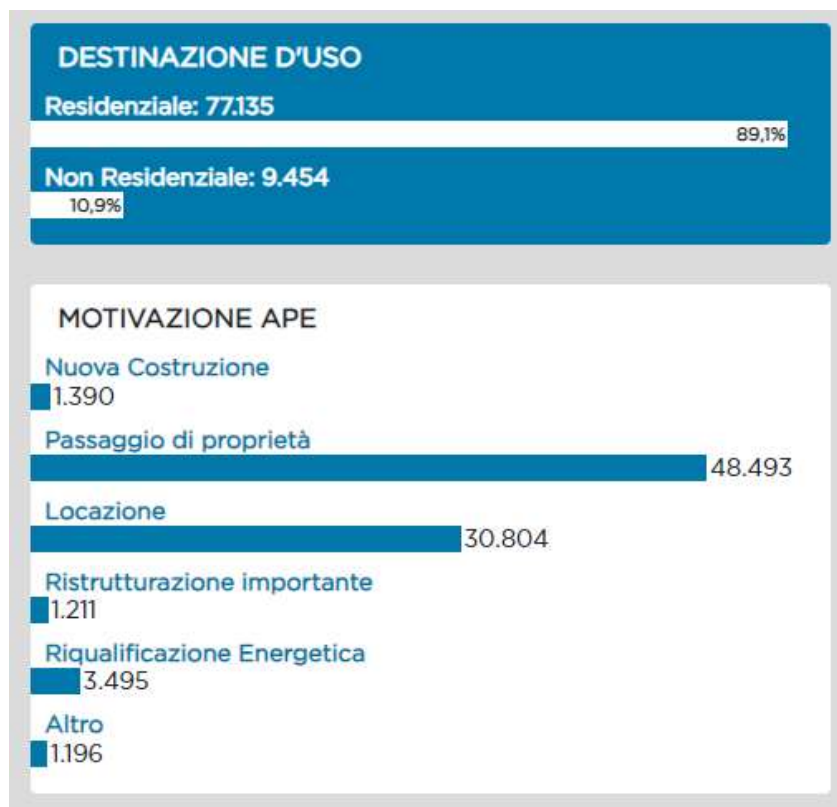 DESTINAZIONE D'USO
Residenziale: 77.135
89,1%
Non Residenziale: 9.454
10,9%
MOTIVAZIONE APE
Nuova Costruzione
1.390
Passaggio di proprietà
48.493
Locazione
30.804
Ristrutturazione importante
1.211
Riqualificazione Energetica
3.495
Altro
1.196